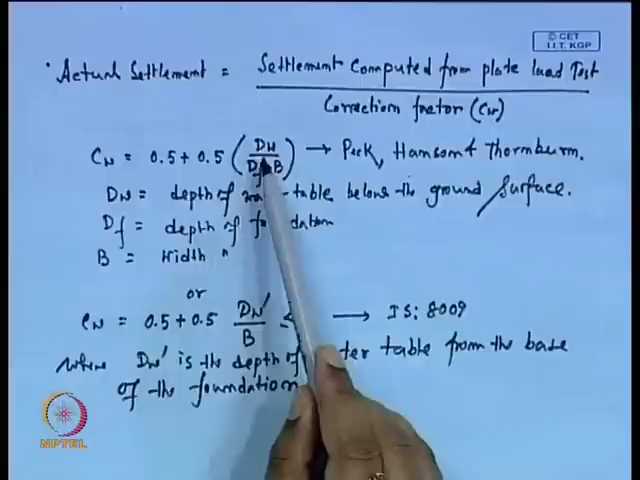 © CET
I.I.T. KGP
· Actual Settlement = Settlement Computed from plate load Test
Correction factor (Cw)
Cw = 0.5 + 0.5 (Dw / Df + B) → Peck, Hanson & Thornburn.
Dw = depth of table below the ground surface.
Df = depth of foundation
B = Width "
or
Cw = 0.5 + 0.5 Dw' / B → IS: 8009
where Dw' is the depth of table from the base
of the foundation
NPTEL